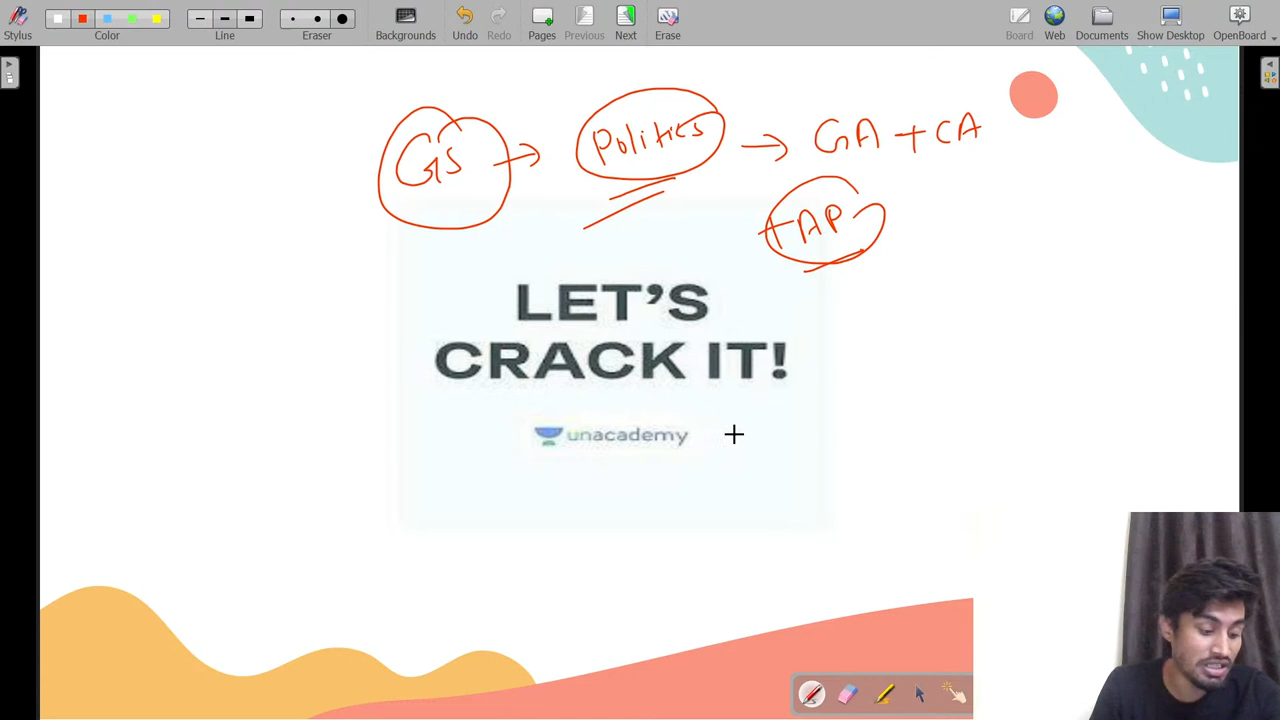 Stylus
Color
Line
Eraser
Backgrounds
Undo
Redo
Pages
Previous
Next
Erase
Board
Web
Documents
Show Desktop
OpenBoard
GS → Politics → GA + CA
+ AP
LET'S
CRACK IT!
unacademy